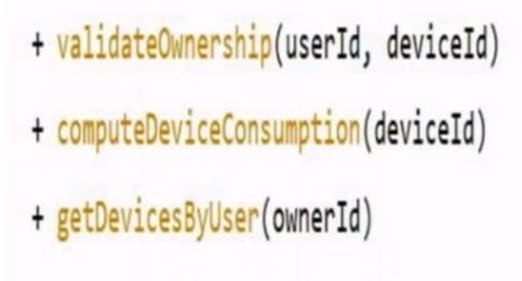 + validateOwnership(userId, deviceId)
+ computeDeviceConsumption(deviceId)
+ getDevicesByUser(ownerId)